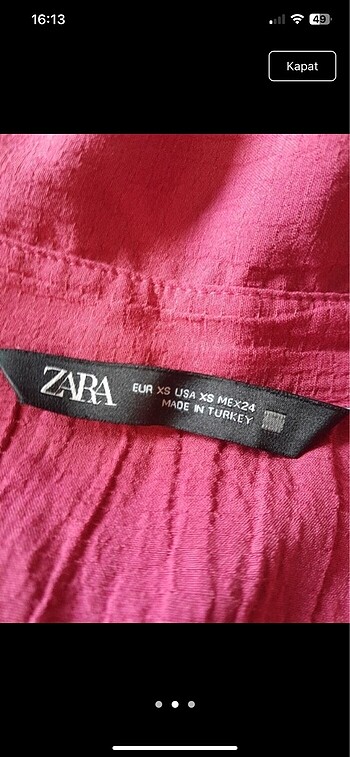 16:13
49
Kapat
ZARA
EUR XS USA XS MEX24
MADE IN TURKEY